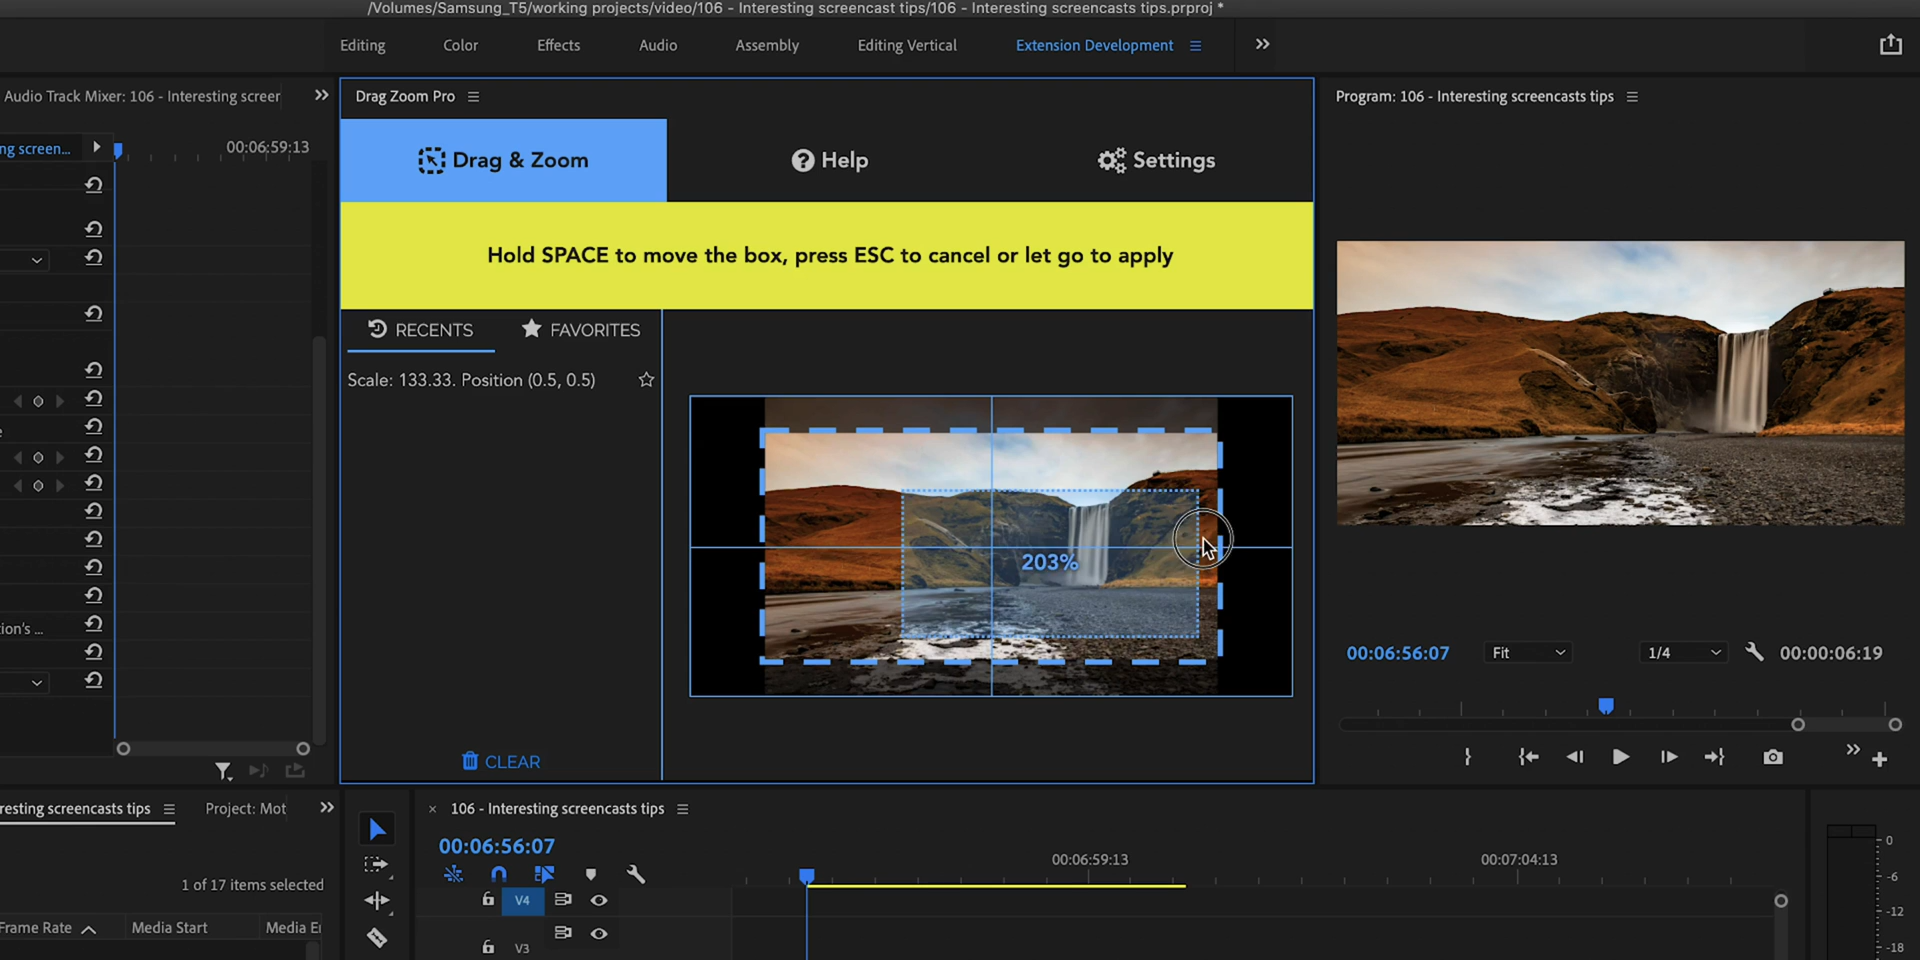 /Volumes/Samsung_T5/working projects/video/106 - Interesting screencast tips/106 - Interesting screencasts tips.prproj *
Editing
Color
Effects
Audio
Assembly
Editing Vertical
Extension Development
Audio Track Mixer: 106 - Interesting screer
Drag Zoom Pro
Program: 106 - Interesting screencasts tips
ng screen...
00:06:59:13
Drag & Zoom
Help
Settings
Hold SPACE to move the box, press ESC to cancel or let go to apply
RECENTS
FAVORITES
Scale: 133.33. Position (0.5, 0.5)
203%
ion's ...
CLEAR
00:06:56:07
Fit
1/4
00:00:06:19
resting screencasts tips
Project: Mot
106 - Interesting screencasts tips
00:06:56:07
00:06:59:13
00:07:04:13
1 of 17 items selected
Frame Rate
Media Start
Media E
V4
V3
0
-6
-12
-18